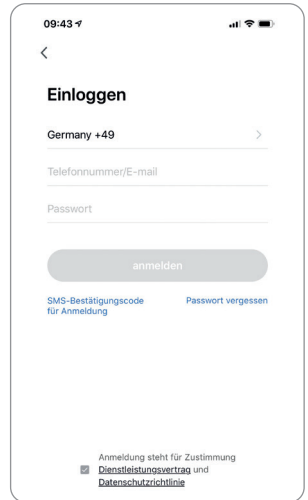 09:43
Einloggen
Germany +49
Telefonnummer/E-mail
Passwort
anmelden
SMS-Bestätigungscode
für Anmeldung
Passwort vergessen
Anmeldung steht für Zustimmung
Dienstleistungsvertrag und
Datenschutzrichtlinie